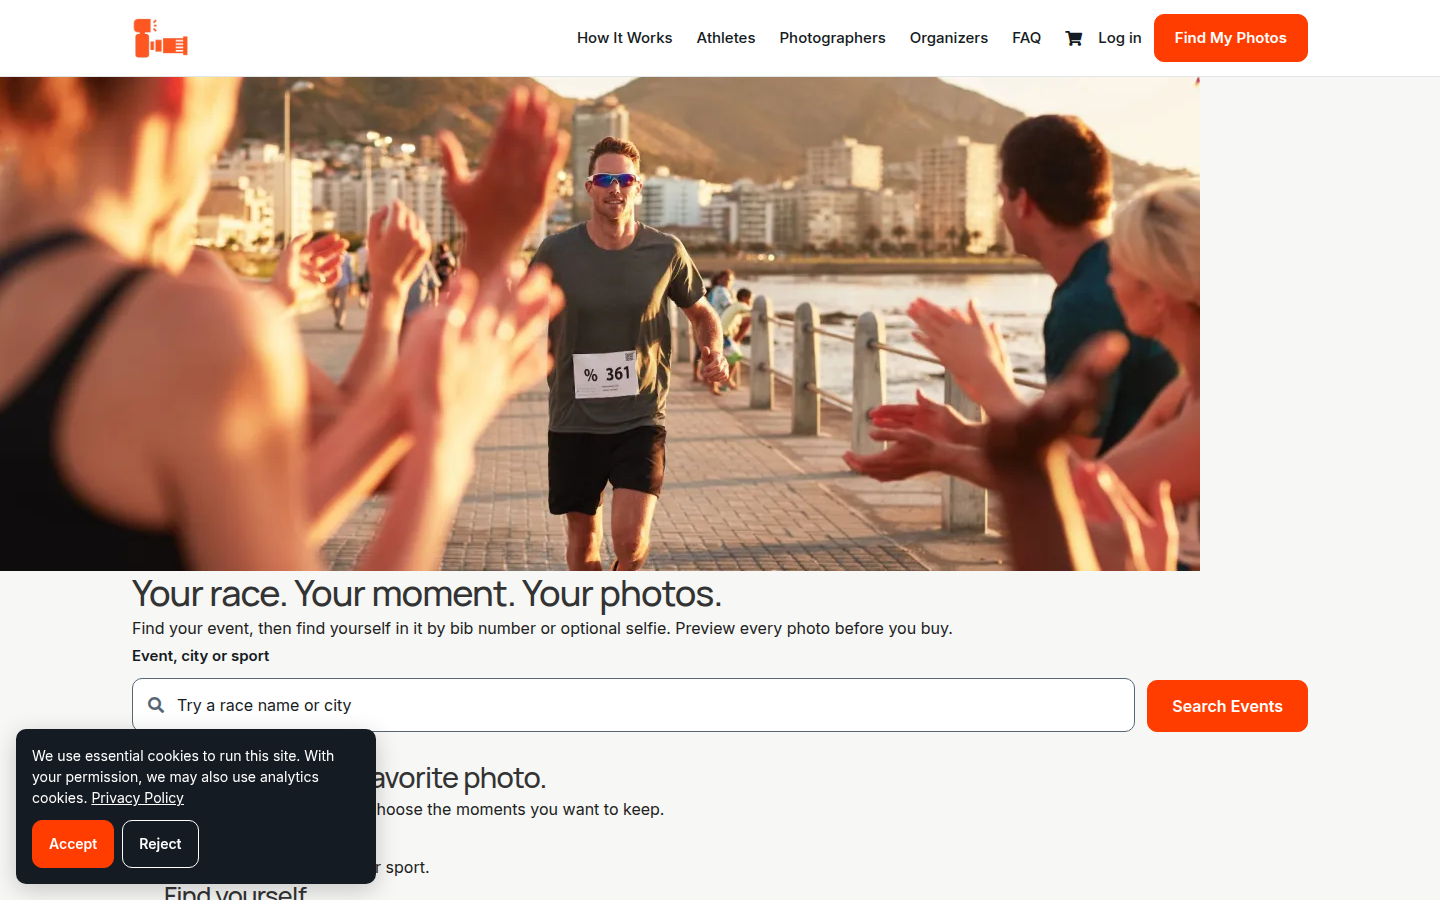 How It Works Athletes Photographers Organizers FAQ Log in Find My Photos
% 361
Your race. Your moment. Your photos.
Find your event, then find yourself in it by bib number or optional selfie. Preview every photo before you buy.
Event, city or sport
Try a race name or city
Search Events
avorite photo.
hoose the moments you want to keep.
r sport.
Find yourself
We use essential cookies to run this site. With
your permission, we may also use analytics
cookies. Privacy Policy
Accept Reject